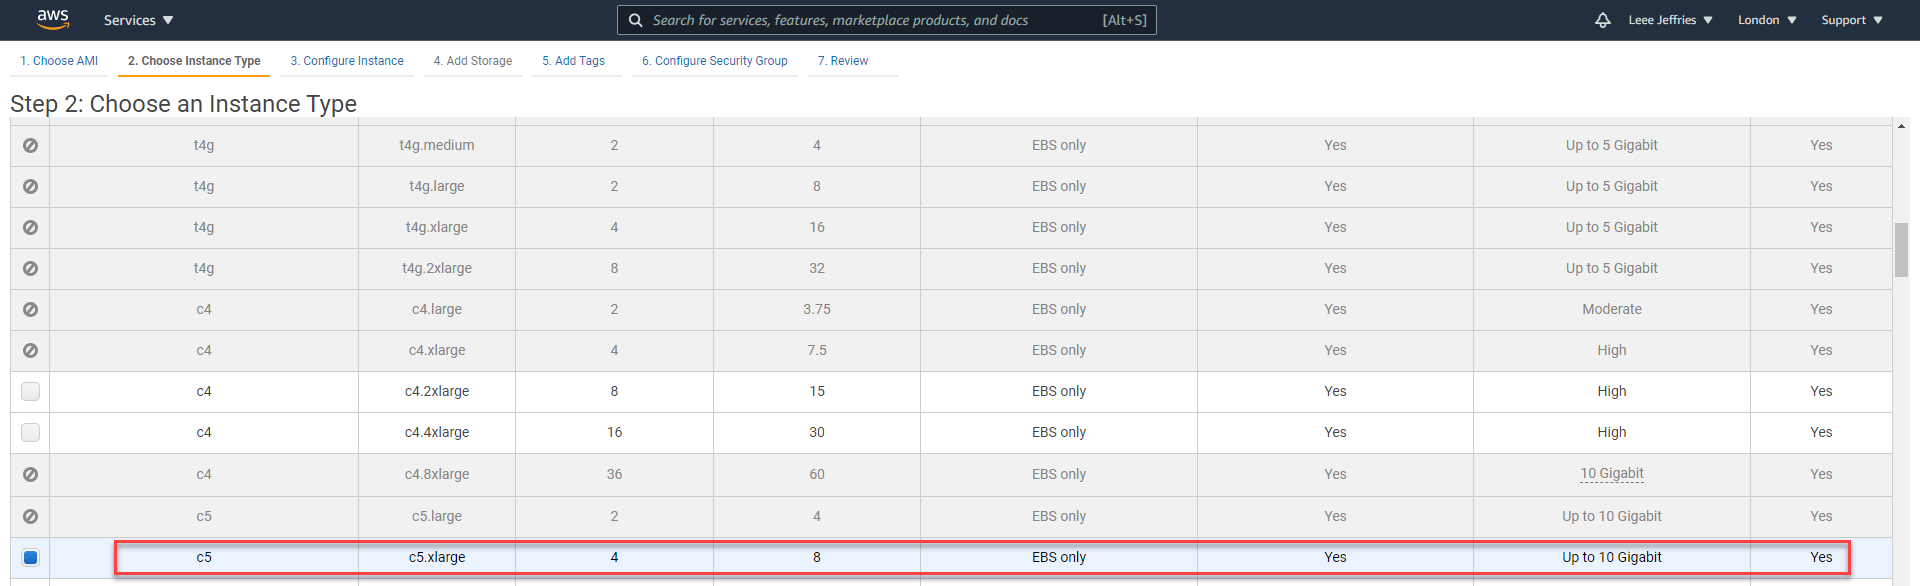 aws Services Search for services, features, marketplace products, and docs [Alt+S] Leee Jeffries London Support
1. Choose AMI 2. Choose Instance Type 3. Configure Instance 4. Add Storage 5. Add Tags 6. Configure Security Group 7. Review
Step 2: Choose an Instance Type
t4g t4g.medium 2 4 EBS only Yes Up to 5 Gigabit Yes
t4g t4g.large 2 8 EBS only Yes Up to 5 Gigabit Yes
t4g t4g.xlarge 4 16 EBS only Yes Up to 5 Gigabit Yes
t4g t4g.2xlarge 8 32 EBS only Yes Up to 5 Gigabit Yes
c4 c4.large 2 3.75 EBS only Yes Moderate Yes
c4 c4.xlarge 4 7.5 EBS only Yes High Yes
c4 c4.2xlarge 8 15 EBS only Yes High Yes
c4 c4.4xlarge 16 30 EBS only Yes High Yes
c4 c4.8xlarge 36 60 EBS only Yes 10 Gigabit Yes
c5 c5.large 2 4 EBS only Yes Up to 10 Gigabit Yes
c5 c5.xlarge 4 8 EBS only Yes Up to 10 Gigabit Yes